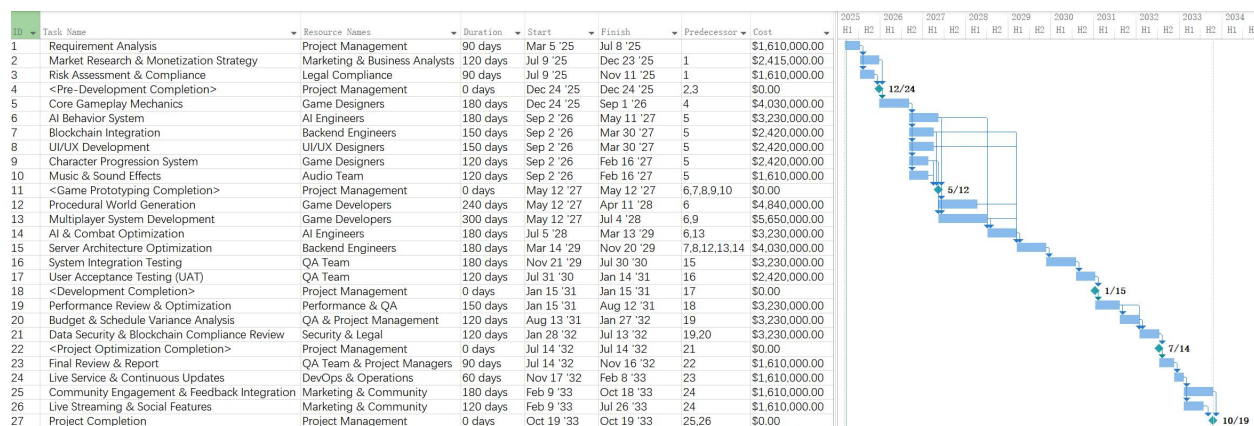 2025 2026 2027 2028 2029 2030 2031 2032 2033 2034
ID Task Name Resource Names Duration Start Finish Predecessor Cost H1 H2 H1 H2 H1 H2 H1 H2 H1 H2 H1 H2 H1 H2 H1 H2 H1 H2 H1 H
1 Requirement Analysis Project Management 90 days Mar 5 '25 Jul 8 '25 $1,610,000.00
2 Market Research & Monetization Strategy Marketing & Business Analysts 120 days Jul 9 '25 Dec 23 '25 1 $2,415,000.00
3 Risk Assessment & Compliance Legal Compliance 90 days Jul 9 '25 Nov 11 '25 1 $1,610,000.00
4 <Pre-Development Completion> Project Management 0 days Dec 24 '25 Dec 24 '25 2,3 $0.00 12/24
5 Core Gameplay Mechanics Game Designers 180 days Dec 24 '25 Sep 1 '26 4 $4,030,000.00
6 AI Behavior System AI Engineers 180 days Sep 2 '26 May 11 '27 5 $3,230,000.00
7 Blockchain Integration Backend Engineers 150 days Sep 2 '26 Mar 30 '27 5 $2,420,000.00
8 UI/UX Development UI/UX Designers 150 days Sep 2 '26 Mar 30 '27 5 $2,420,000.00
9 Character Progression System Game Designers 120 days Sep 2 '26 Feb 16 '27 5 $2,420,000.00
10 Music & Sound Effects Audio Team 120 days Sep 2 '26 Feb 16 '27 5 $1,610,000.00
11 <Game Prototyping Completion> Project Management 0 days May 12 '27 May 12 '27 6,7,8,9,10 $0.00 5/12
12 Procedural World Generation Game Developers 240 days May 12 '27 Apr 11 '28 6 $4,840,000.00
13 Multiplayer System Development Game Developers 300 days May 12 '27 Jul 4 '28 6,9 $5,650,000.00
14 AI & Combat Optimization AI Engineers 180 days Jul 5 '28 Mar 13 '29 6,13 $3,230,000.00
15 Server Architecture Optimization Backend Engineers 180 days Mar 14 '29 Nov 20 '29 7,8,12,13,14 $4,030,000.00
16 System Integration Testing QA Team 180 days Nov 21 '29 Jul 30 '30 15 $3,230,000.00
17 User Acceptance Testing (UAT) QA Team 120 days Jul 31 '30 Jan 14 '31 16 $2,420,000.00
18 <Development Completion> Project Management 0 days Jan 15 '31 Jan 15 '31 17 $0.00 1/15
19 Performance Review & Optimization Performance & QA 150 days Jan 15 '31 Aug 12 '31 18 $3,230,000.00
20 Budget & Schedule Variance Analysis QA & Project Management 120 days Aug 13 '31 Jan 27 '32 19 $3,230,000.00
21 Data Security & Blockchain Compliance Review Security & Legal 120 days Jan 28 '32 Jul 13 '32 19,20 $3,230,000.00
22 <Project Optimization Completion> Project Management 0 days Jul 14 '32 Jul 14 '32 21 $0.00 7/14
23 Final Review & Report QA Team & Project Managers 90 days Jul 14 '32 Nov 16 '32 22 $1,610,000.00
24 Live Service & Continuous Updates DevOps & Operations 60 days Nov 17 '32 Feb 8 '33 23 $1,610,000.00
25 Community Engagement & Feedback Integration Marketing & Community 180 days Feb 9 '33 Oct 18 '33 24 $1,610,000.00
26 Live Streaming & Social Features Marketing & Community 120 days Feb 9 '33 Jul 26 '33 24 $1,610,000.00
27 Project Completion Project Management 0 days Oct 19 '33 Oct 19 '33 25,26 $0.00 10/19